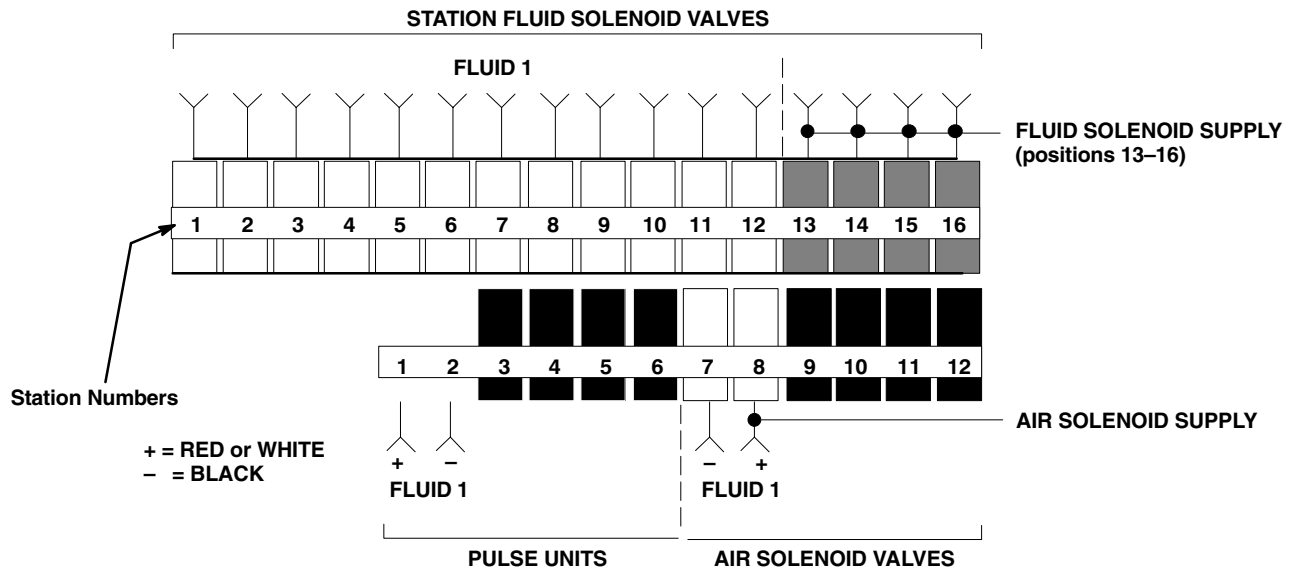 STATION FLUID SOLENOID VALVES
FLUID 1
FLUID SOLENOID SUPPLY
(positions 13–16)
1 2 3 4 5 6 7 8 9 10 11 12 13 14 15 16
1 2 3 4 5 6 7 8 9 10 11 12
Station Numbers
AIR SOLENOID SUPPLY
+ = RED or WHITE
– = BLACK
+ – – +
FLUID 1 FLUID 1
PULSE UNITS AIR SOLENOID VALVES